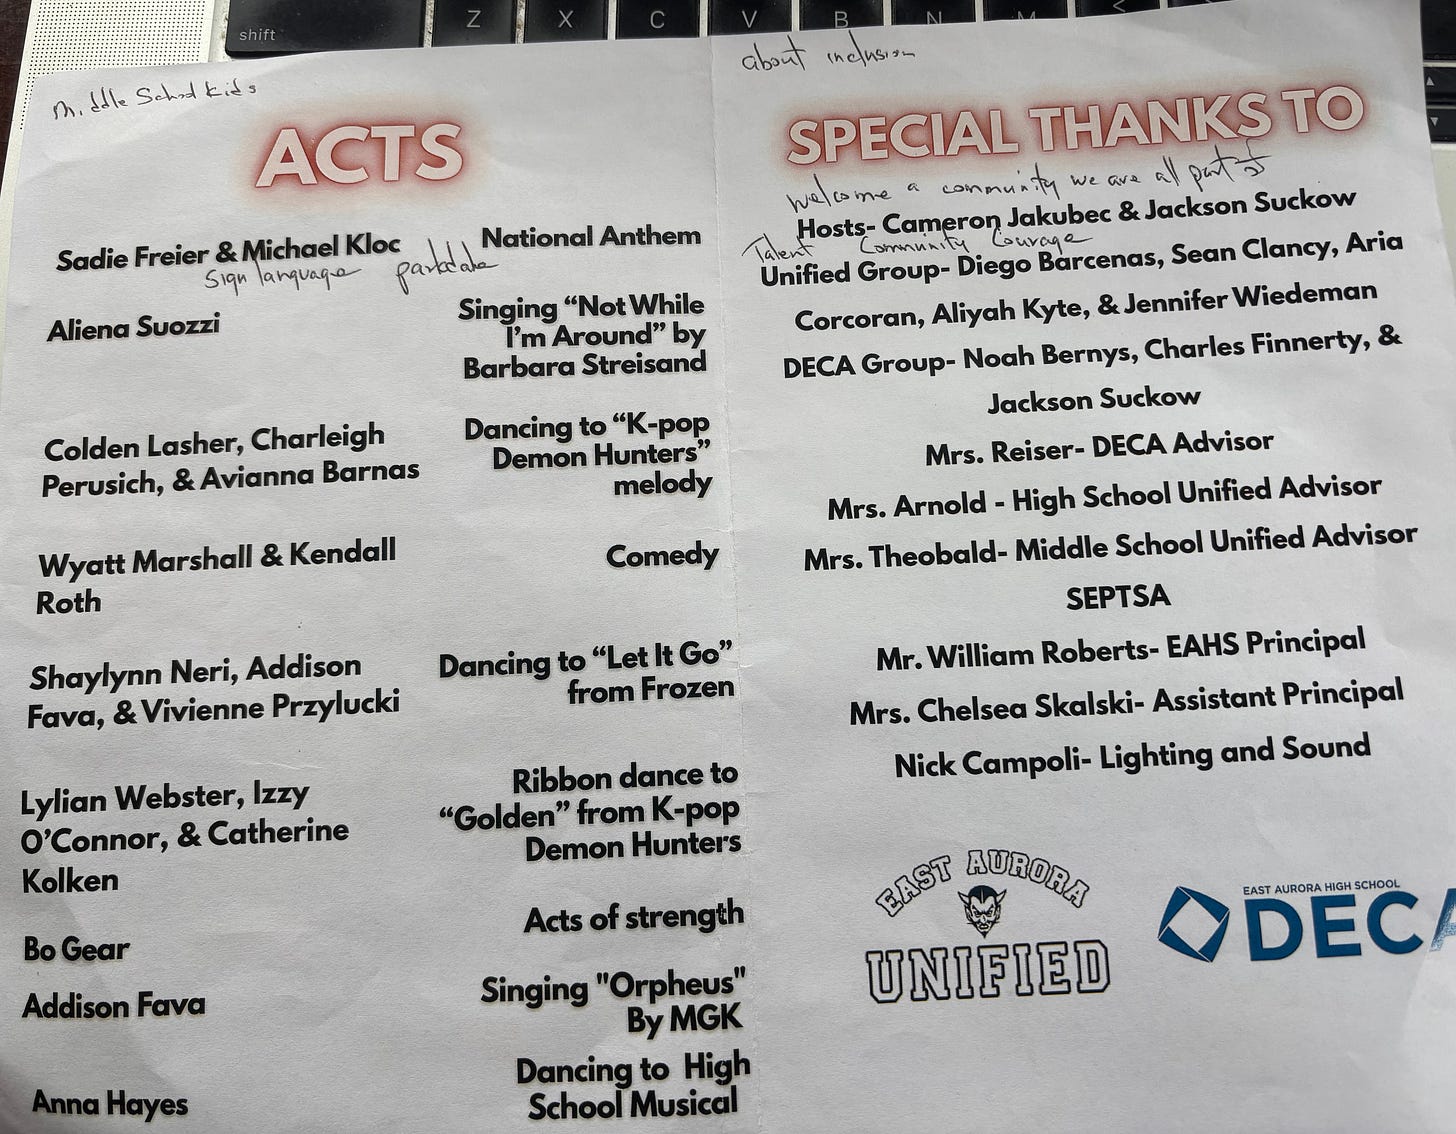 shift
Z
X
C
V
B
N
M
<
Middle School Kids
ACTS
Sadie Freier & Michael Kloc
National Anthem
Sign language parkdale
Aliena Suozzi
Singing “Not While
I’m Around” by
Barbara Streisand
Colden Lasher, Charleigh
Perusich, & Avianna Barnas
Dancing to “K-pop
Demon Hunters”
melody
Wyatt Marshall & Kendall
Roth
Comedy
Shaylynn Neri, Addison
Fava, & Vivienne Przylucki
Dancing to “Let It Go”
from Frozen
Lylian Webster, Izzy
O’Connor, & Catherine
Kolken
Ribbon dance to
“Golden” from K-pop
Demon Hunters
Bo Gear
Acts of strength
Addison Fava
Singing "Orpheus"
By MGK
Anna Hayes
Dancing to High
School Musical
about inclusion
SPECIAL THANKS TO
welcome a community we are all part of
Hosts- Cameron Jakubec & Jackson Suckow
Talent Community Courage
Unified Group- Diego Barcenas, Sean Clancy, Aria
Corcoran, Aliyah Kyte, & Jennifer Wiedeman
DECA Group- Noah Bernys, Charles Finnerty, &
Jackson Suckow
Mrs. Reiser- DECA Advisor
Mrs. Arnold - High School Unified Advisor
Mrs. Theobald- Middle School Unified Advisor
SEPTSA
Mr. William Roberts- EAHS Principal
Mrs. Chelsea Skalski- Assistant Principal
Nick Campoli- Lighting and Sound
EAST AURORA
UNIFIED
EAST AURORA HIGH SCHOOL
DECA